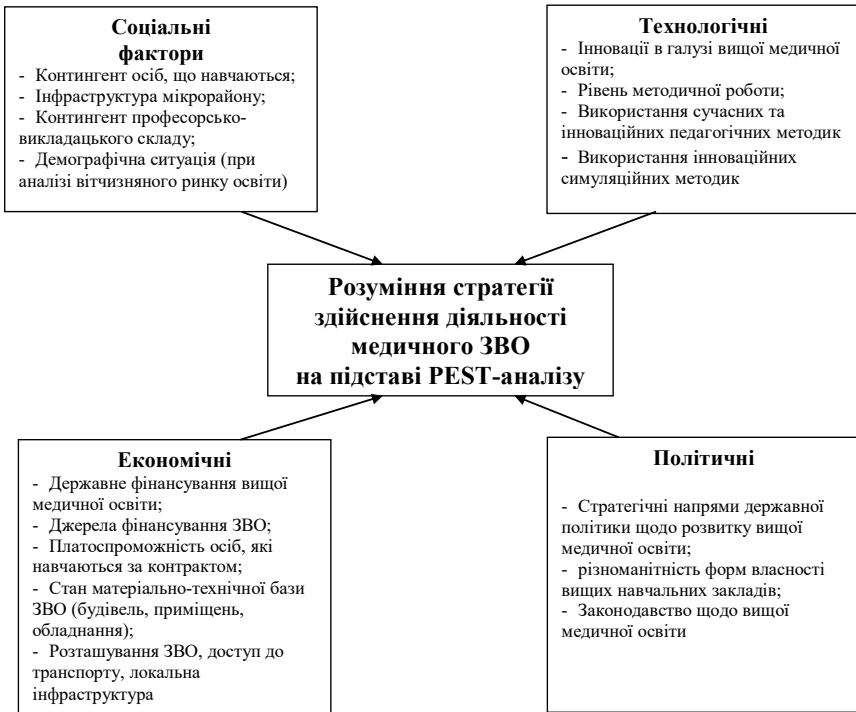 Соціальні
фактори
- Контингент осіб, що навчаються;
- Інфраструктура мікрорайону;
- Контингент професорсько-
викладацького складу;
- Демографічна ситуація (при
аналізі вітчизняного ринку освіти)
Технологічні
- Інновації в галузі вищої медичної
освіти;
- Рівень методичної роботи;
- Використання сучасних та
інноваційних педагогічних методик
- Використання інноваційних
симуляційних методик
Розуміння стратегії
здійснення діяльності
медичного ЗВО
на підставі PEST-аналізу
Економічні
- Державне фінансування вищої
медичної освіти;
- Джерела фінансування ЗВО;
- Платоспроможність осіб, які
навчаються за контрактом;
- Стан матеріально-технічної бази
ЗВО (будівель, приміщень,
обладнання);
- Розташування ЗВО, доступ до
транспорту, локальна
інфраструктура
Політичні
- Стратегічні напрями державної
політики щодо розвитку вищої
медичної освіти;
- різноманітність форм власності
вищих навчальних закладів;
- Законодавство щодо вищої
медичної освіти